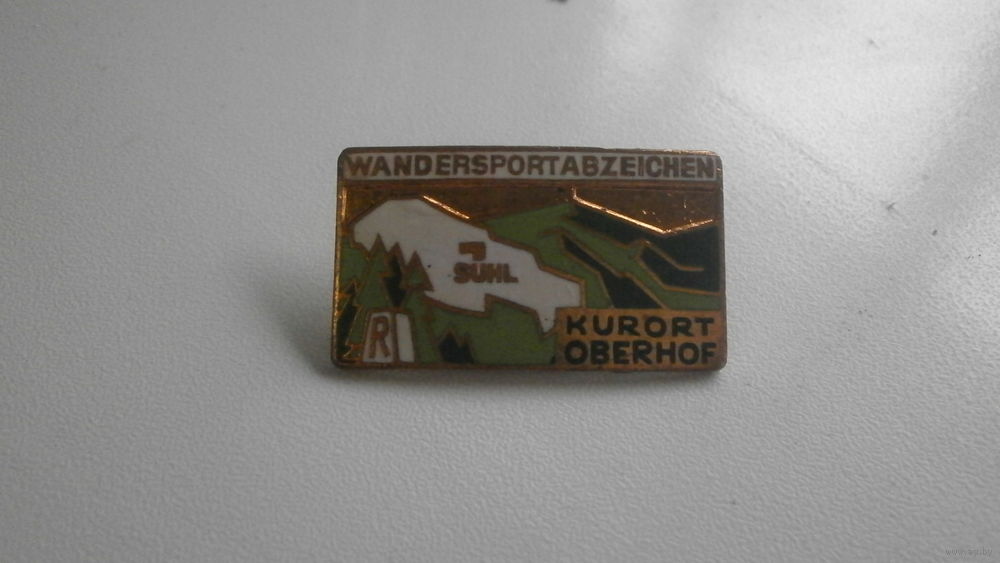 WANDERSPORTABZEICHEN
SUHL
R
KURORT
OBERHOF